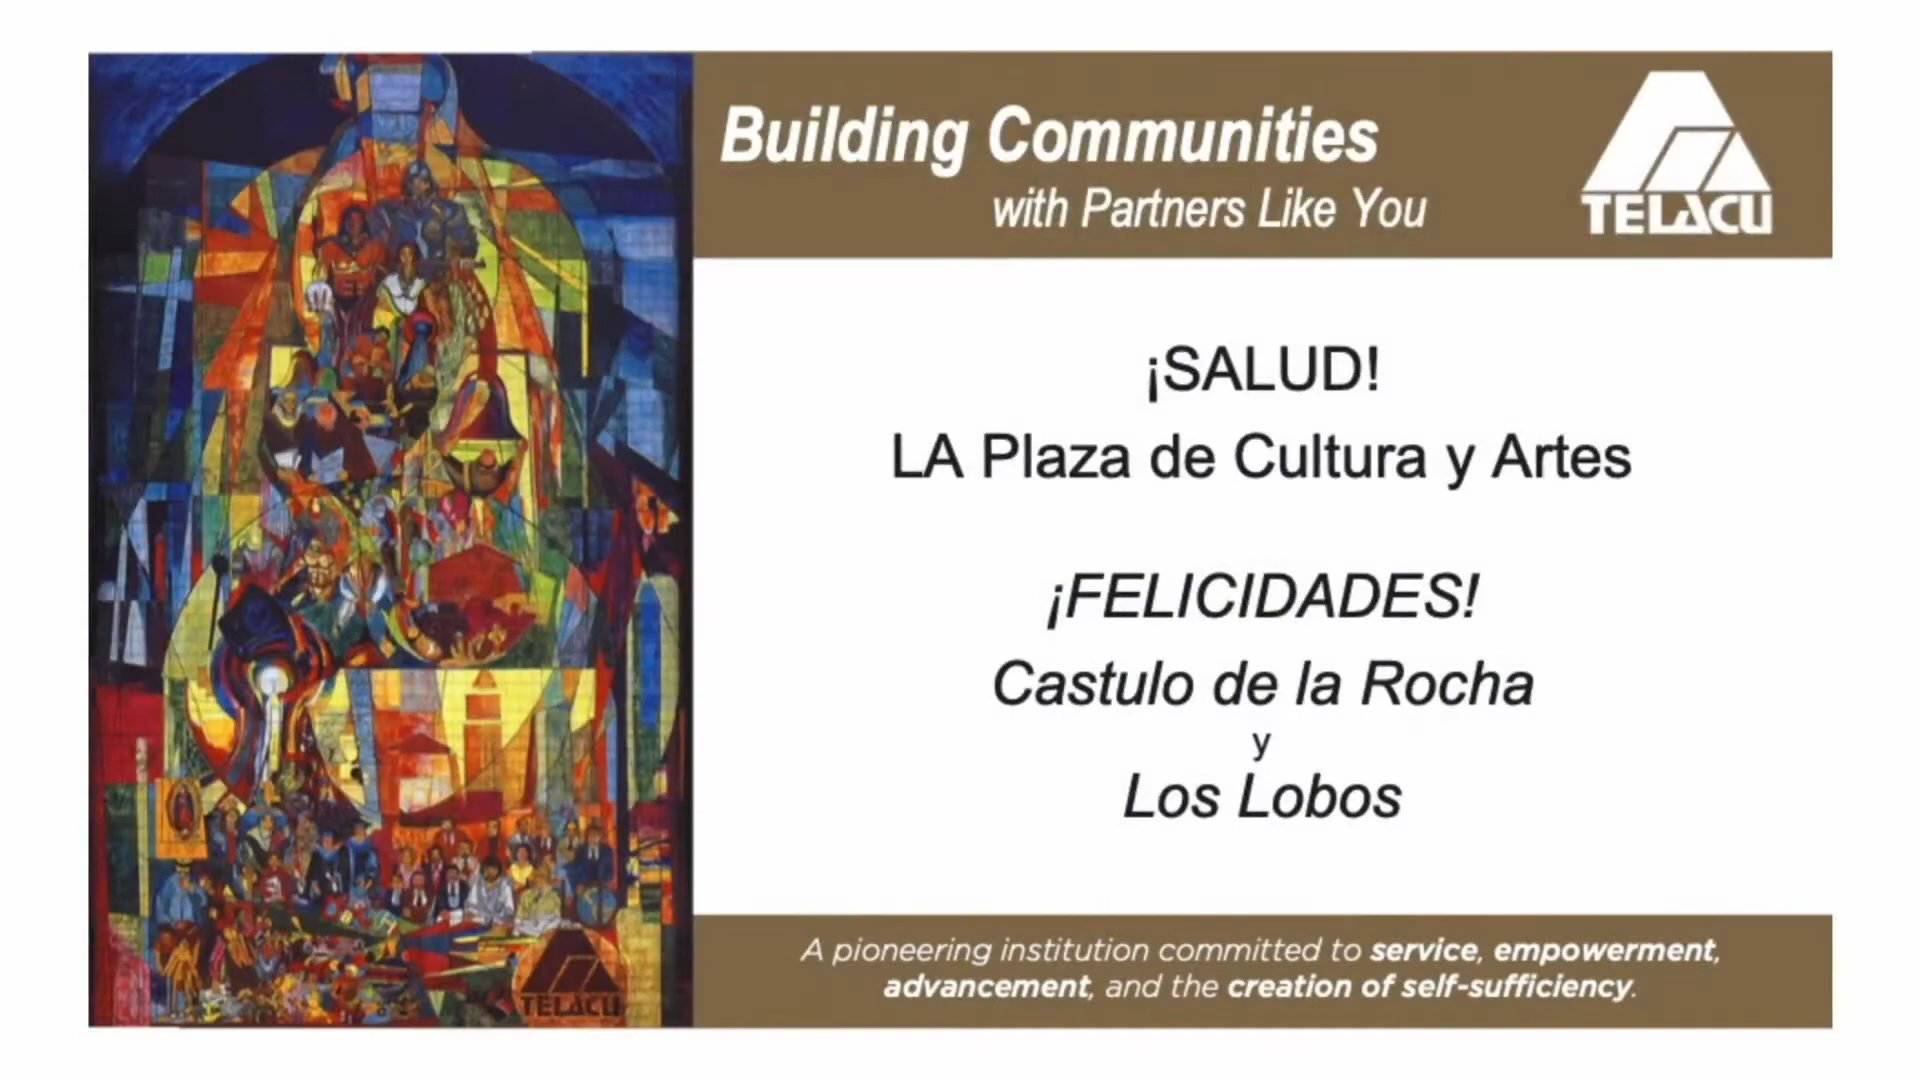 Building Communities
with Partners Like You
TELACU
¡SALUD!
LA Plaza de Cultura y Artes
¡FELICIDADES!
Castulo de la Rocha
y
Los Lobos
A pioneering institution committed to service, empowerment,
advancement, and the creation of self-sufficiency.
TELACU